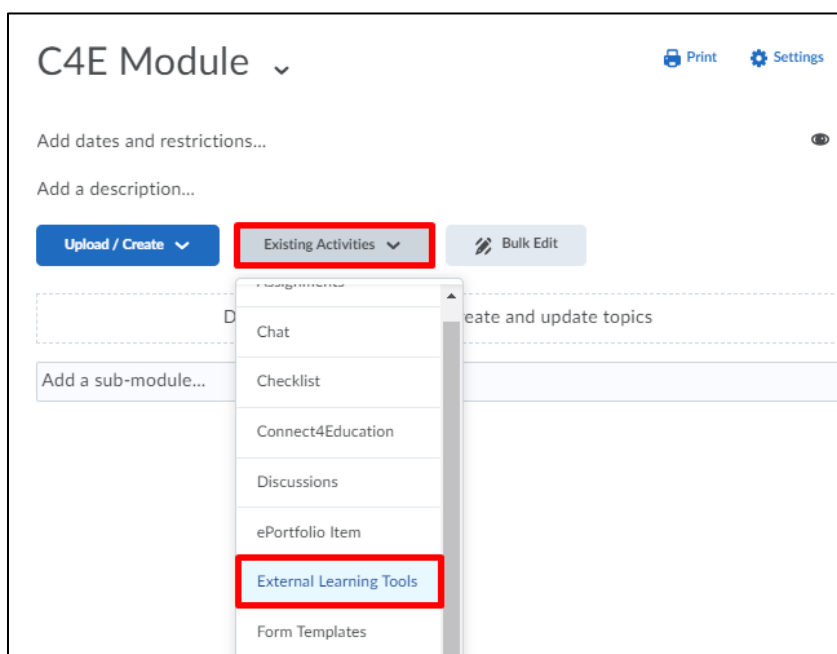 C4E Module
Print
Settings
Add dates and restrictions...
Add a description...
Upload / Create
Existing Activities
Bulk Edit
Assignments
D
eate and update topics
Chat
Checklist
Add a sub-module...
Connect4Education
Discussions
ePortfolio Item
External Learning Tools
Form Templates